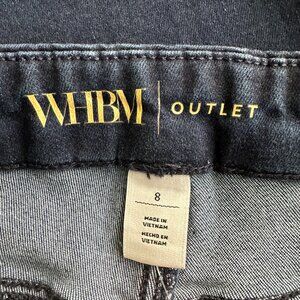 WHBM | OUTLET
8
MADE IN
VIETNAM
HECHO EN
VIETNAM